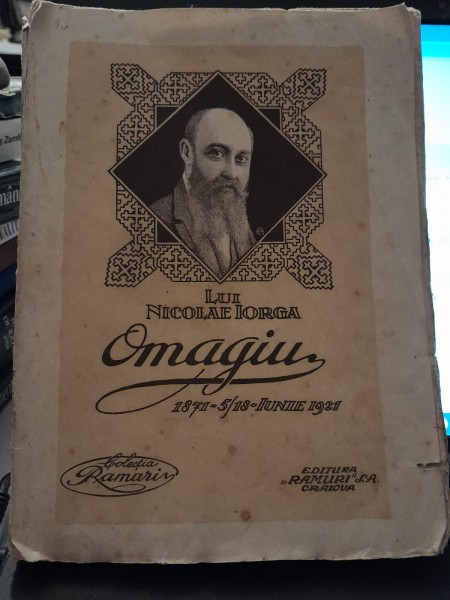 LUI
NICOLAE IORGA
Omagiu
1871=5/18=IUNIE 1921
Colecția
Ramuri
EDITURA
„RAMURI” S.A.
CRAIOVA